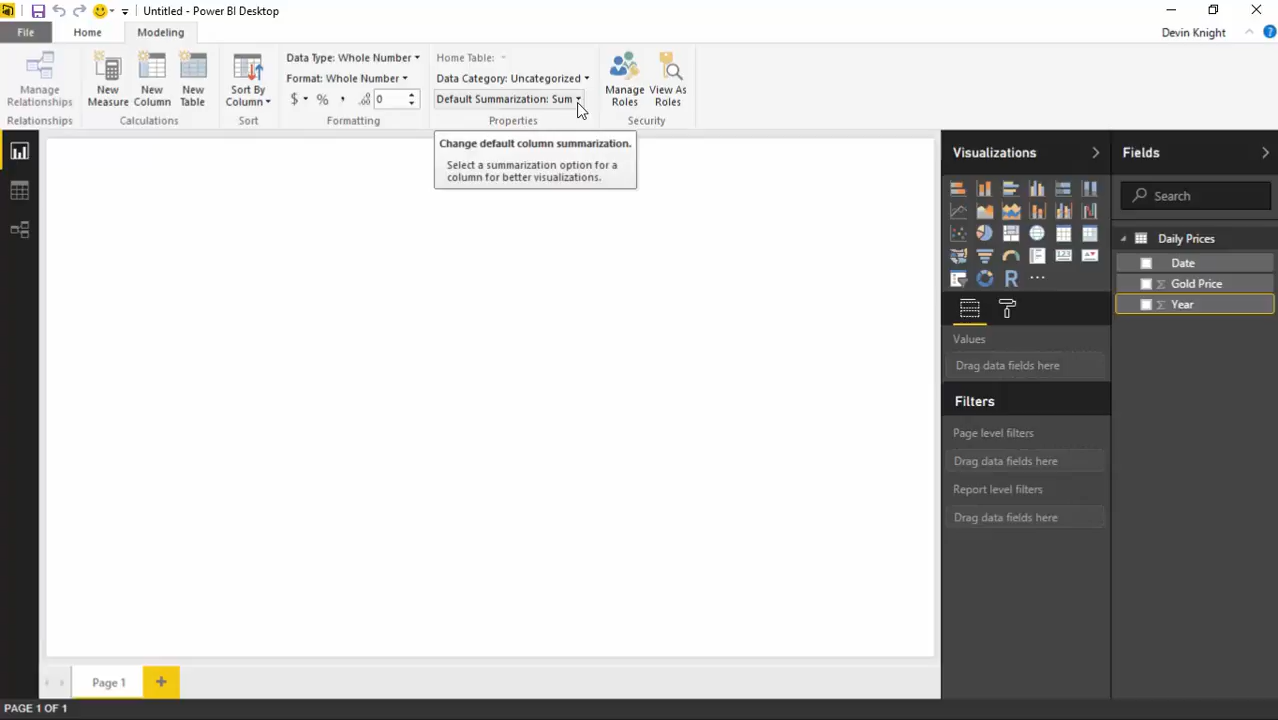 Untitled - Power BI Desktop
File
Home
Modeling
Devin Knight
Manage
Relationships
Relationships
New
Measure
New
Column
New
Table
Calculations
Sort By
Column
Sort
Data Type: Whole Number
Format: Whole Number
$ % , .00 0
Formatting
Home Table:
Data Category: Uncategorized
Default Summarization: Sum
Properties
Manage
Roles
View As
Roles
Security
Change default column summarization.
Select a summarization option for a
column for better visualizations.
Visualizations
R
Values
Drag data fields here
Filters
Page level filters
Drag data fields here
Report level filters
Drag data fields here
Fields
Search
Daily Prices
Date
Σ Gold Price
Σ Year
Page 1
PAGE 1 OF 1